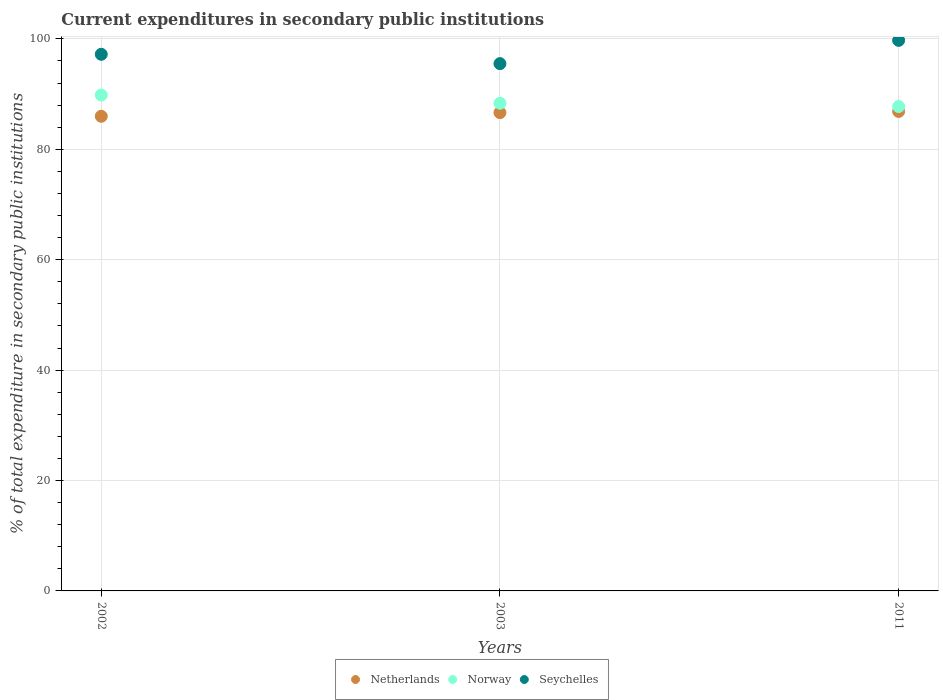 Current expenditures in secondary public institutions
% of total expenditure in secondary public institutions
100
80
60
40
20
0
2002
2003
2011
Years
Netherlands
Norway
Seychelles